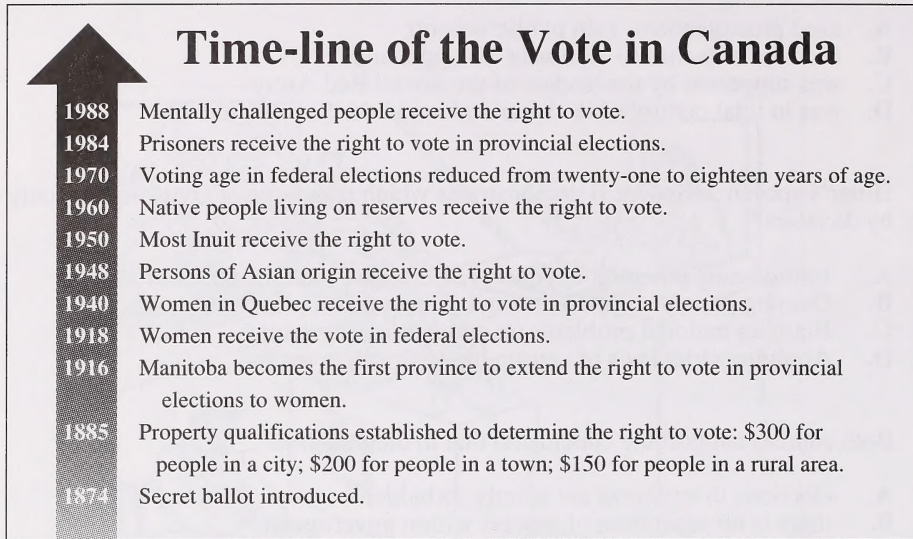 Time-line of the Vote in Canada
1988 Mentally challenged people receive the right to vote.
1984 Prisoners receive the right to vote in provincial elections.
1970 Voting age in federal elections reduced from twenty-one to eighteen years of age.
1960 Native people living on reserves receive the right to vote.
1950 Most Inuit receive the right to vote.
1948 Persons of Asian origin receive the right to vote.
1940 Women in Quebec receive the right to vote in provincial elections.
1918 Women receive the vote in federal elections.
1916 Manitoba becomes the first province to extend the right to vote in provincial
elections to women.
1885 Property qualifications established to determine the right to vote: $300 for
people in a city; $200 for people in a town; $150 for people in a rural area.
1874 Secret ballot introduced.